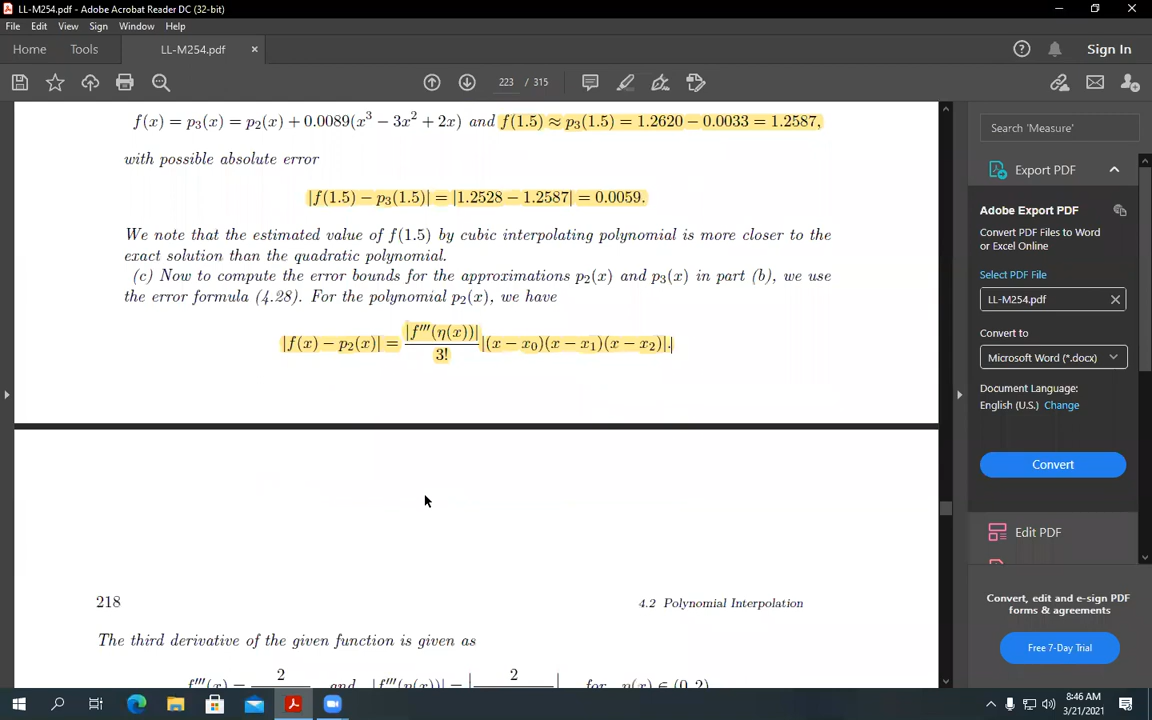 LL-M254.pdf - Adobe Acrobat Reader DC (32-bit)
File Edit View Sign Window Help
Home Tools LL-M254.pdf × Sign In
223 / 315
f(x) = p₃(x) = p₂(x) + 0.0089(x³ − 3x² + 2x) and f(1.5) ≈ p₃(1.5) = 1.2620 − 0.0033 = 1.2587,
with possible absolute error
|f(1.5) − p₃(1.5)| = |1.2528 − 1.2587| = 0.0059.
We note that the estimated value of f(1.5) by cubic interpolating polynomial is more closer to the
exact solution than the quadratic polynomial.
(c) Now to compute the error bounds for the approximations p₂(x) and p₃(x) in part (b), we use
the error formula (4.28). For the polynomial p₂(x), we have
|f(x) − p₂(x)| = |f′′′(η(x))| / 3! |(x − x₀)(x − x₁)(x − x₂)|.
218 4.2 Polynomial Interpolation
The third derivative of the given function is given as
f′′′(x) = 2 and |f′′′(η(x))| = | 2 | for η(x) ∈ (0, 2)
Search 'Measure'
Export PDF
Adobe Export PDF
Convert PDF Files to Word
or Excel Online
Select PDF File
LL-M254.pdf ×
Convert to
Microsoft Word (*.docx)
Document Language:
English (U.S.) Change
Convert
Edit PDF
Convert, edit and e-sign PDF
forms & agreements
Free 7-Day Trial
8:46 AM
3/21/2021